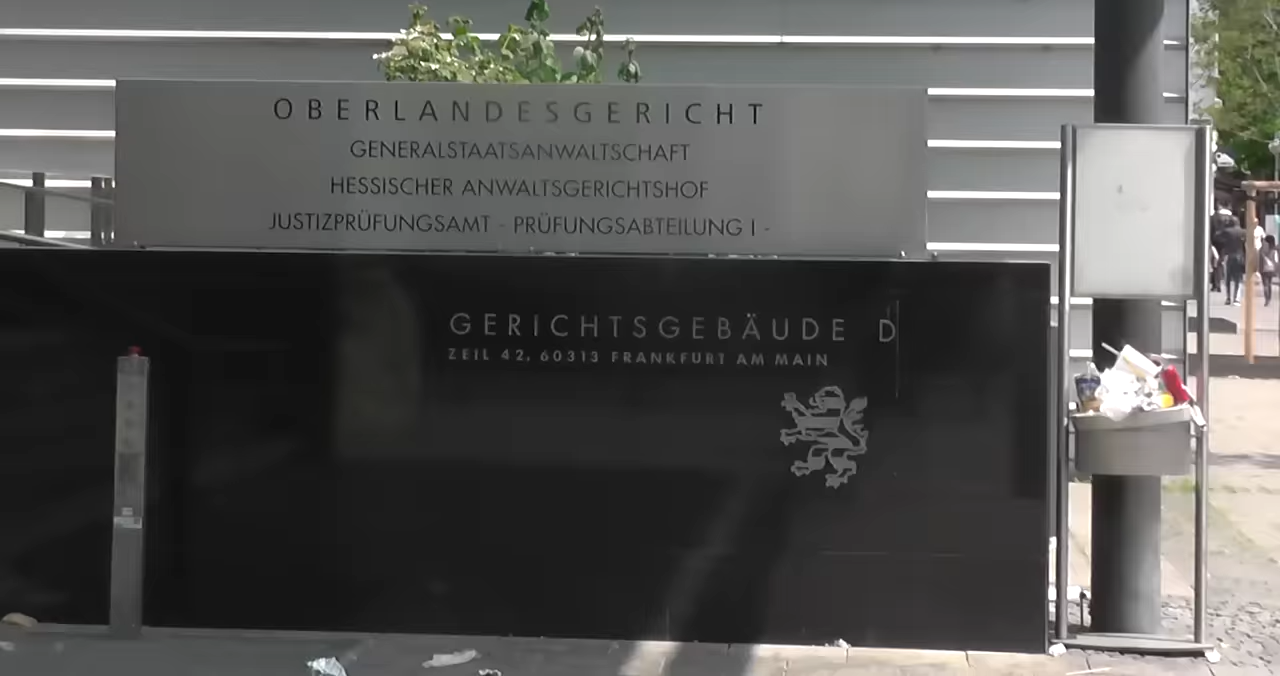 OBERLANDESGERICHT
GENERALSTAATSANWALTSCHAFT
HESSISCHER ANWALTSGERICHTSHOF
JUSTIZPRÜFUNGSAMT - PRÜFUNGSABTEILUNG I -
GERICHTSGEBÄUDE D
ZEIL 42, 60313 FRANKFURT AM MAIN